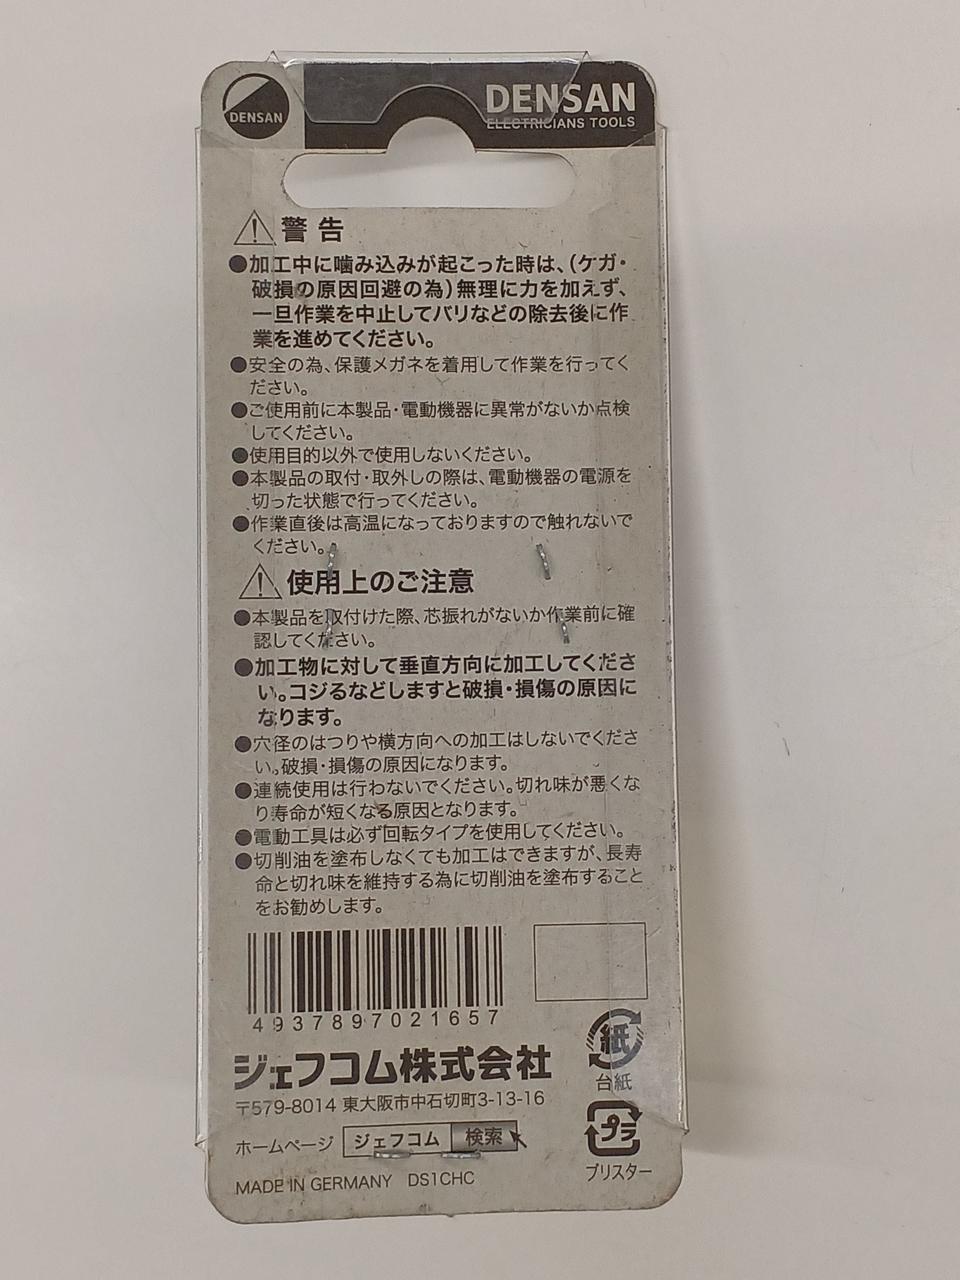 DENSAN
DENSAN
ELECTRICIANS TOOLS
警告
●加工中に噛み込みが起こった時は、(ケガ・
破損の原因回避の為)無理に力を加えず、
一旦作業を中止してバリなどの除去後に作
業を進めてください。
●安全の為、保護メガネを着用して作業を行ってく
ださい。
●ご使用前に本製品・電動機器に異常がないか点検
してください。
●使用目的以外で使用しないください。
●本製品の取付・取外しの際は、電動機器の電源を
切った状態で行ってください。
●作業直後は高温になっておりますので触れないで
ください。
使用上のご注意
●本製品を取付けた際、芯振れがないか作業前に確
認してください。
●加工物に対して垂直方向に加工してくださ
い。コジるなどしますと破損・損傷の原因に
なります。
●穴径のはつりや横方向への加工はしないでくださ
い。破損・損傷の原因になります。
●連続使用は行わないでください。切れ味が悪くな
り寿命が短くなる原因となります。
●電動工具は必ず回転タイプを使用してください。
●切削油を塗布しなくても加工はできますが、長寿
命と切れ味を維持する為に切削油を塗布すること
をお勧めします。
4937897021657
ジェフコム株式会社
〒579-8014 東大阪市中石切町3-13-16
ホームページ ジェフコム 検索
MADE IN GERMANY DS1CHC
紙
台紙
プラ
ブリスター